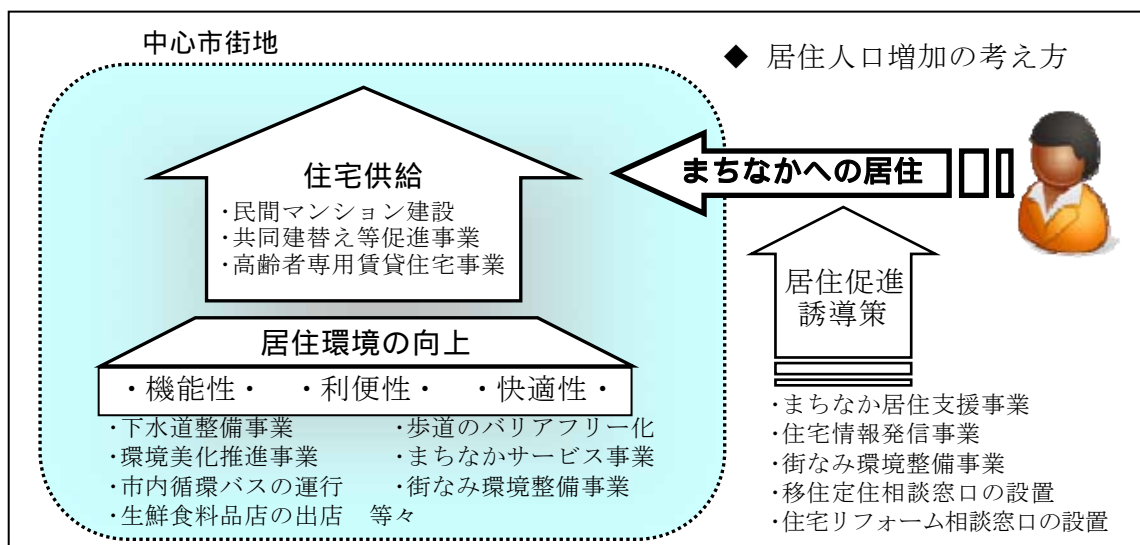 中心市街地
◆ 居住人口増加の考え方
まちなかへの居住
住宅供給
・民間マンション建設
・共同建替え等促進事業
・高齢者専用賃貸住宅事業
居住促進
誘導策
居住環境の向上
・機能性・ ・利便性・ ・快適性・
・下水道整備事業 ・歩道のバリアフリー化
・環境美化推進事業 ・まちなかサービス事業
・市内循環バスの運行 ・街なみ環境整備事業
・生鮮食料品店の出店 等々
・まちなか居住支援事業
・住宅情報発信事業
・街なみ環境整備事業
・移住定住相談窓口の設置
・住宅リフォーム相談窓口の設置